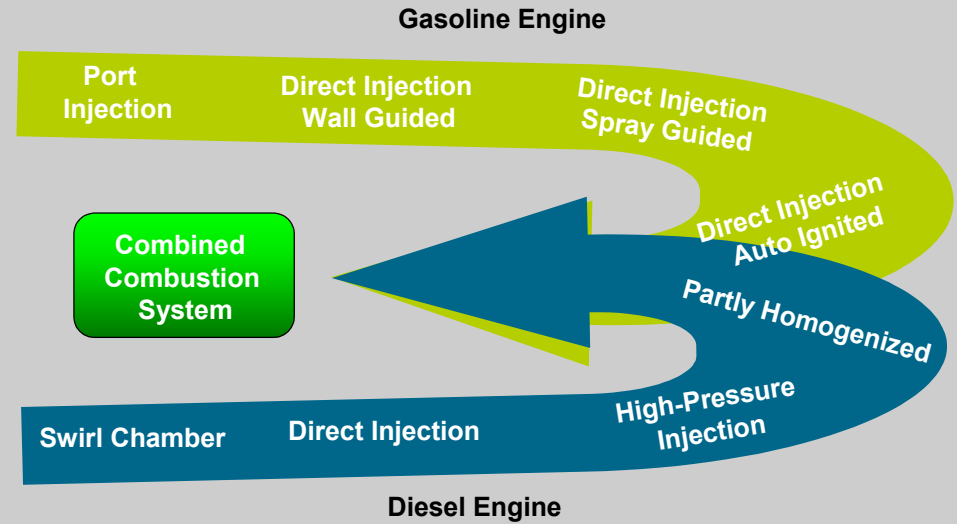 Gasoline Engine
Port
Injection
Direct Injection
Wall Guided
Direct Injection
Spray Guided
Direct Injection
Auto Ignited
Combined
Combustion
System
Partly Homogenized
High-Pressure
Injection
Direct Injection
Swirl Chamber
Diesel Engine